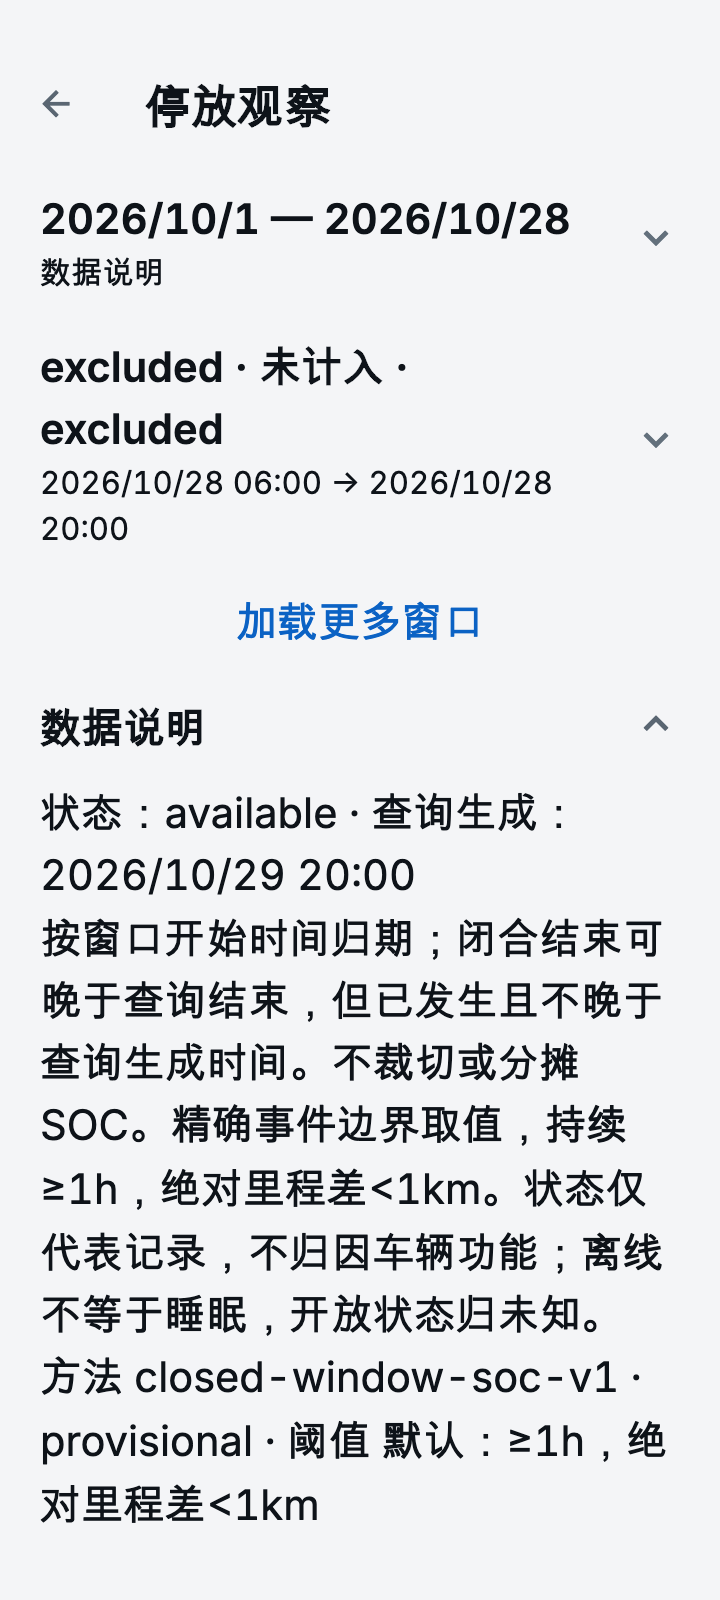 停放观察
2026/10/1 — 2026/10/28
数据说明
excluded · 未计入 ·
excluded
2026/10/28 06:00 → 2026/10/28
20:00
加载更多窗口
数据说明
状态：available · 查询生成：
2026/10/29 20:00
按窗口开始时间归期；闭合结束可
晚于查询结束，但已发生且不晚于
查询生成时间。不裁切或分摊
SOC。精确事件边界取值，持续
≥1h，绝对里程差<1km。状态仅
代表记录，不归因车辆功能；离线
不等于睡眠，开放状态归未知。
方法 closed-window-soc-v1 ·
provisional · 阈值 默认：≥1h，绝
对里程差<1km